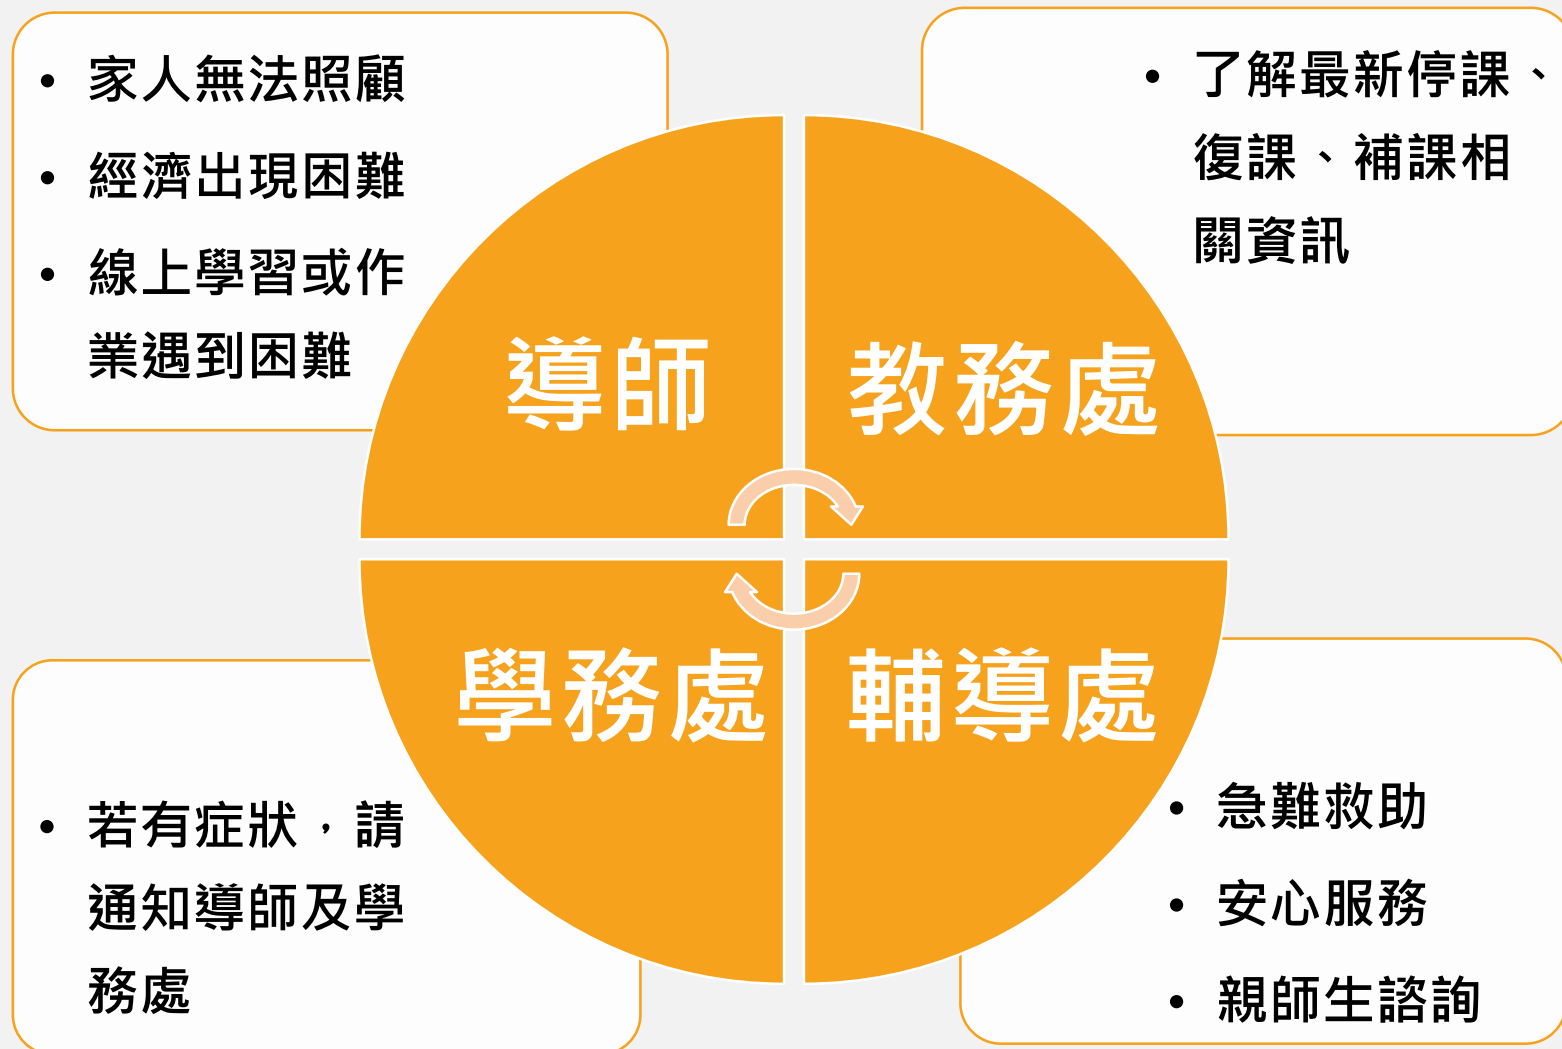 • 家人無法照顧
• 經濟出現困難
• 線上學習或作
業遇到困難
導師
• 了解最新停課、
復課、補課相
關資訊
教務處
學務處
• 若有症狀，請
通知導師及學
務處
輔導處
• 急難救助
• 安心服務
• 親師生諮詢